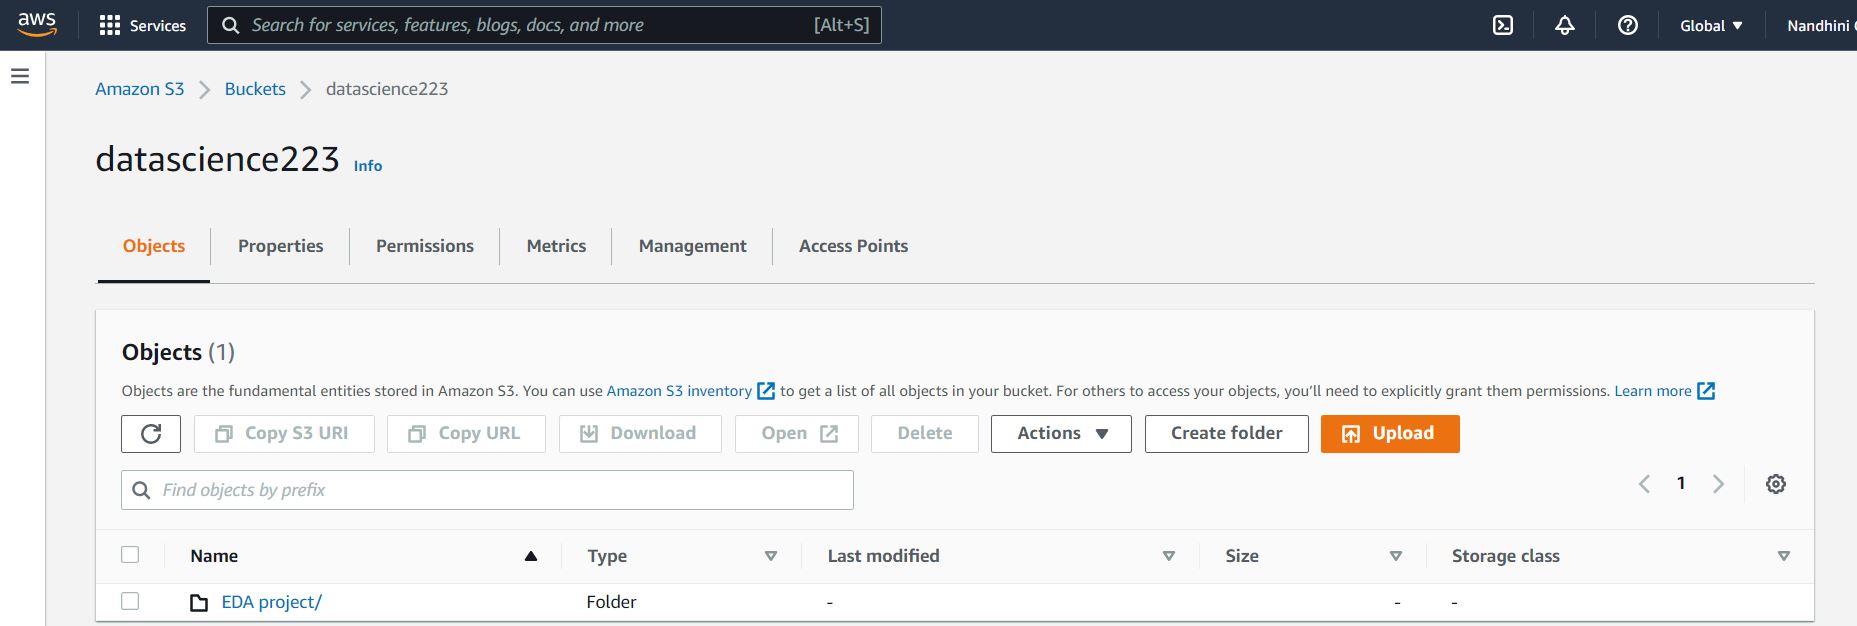 aws Services Search for services, features, blogs, docs, and more [Alt+S] Global Nandhini
Amazon S3 Buckets datascience223
datascience223 Info
Objects Properties Permissions Metrics Management Access Points
Objects (1)
Objects are the fundamental entities stored in Amazon S3. You can use Amazon S3 inventory to get a list of all objects in your bucket. For others to access your objects, you'll need to explicitly grant them permissions. Learn more
Copy S3 URI Copy URL Download Open Delete Actions Create folder Upload
Find objects by prefix 1
Name Type Last modified Size Storage class
EDA project/ Folder - - -